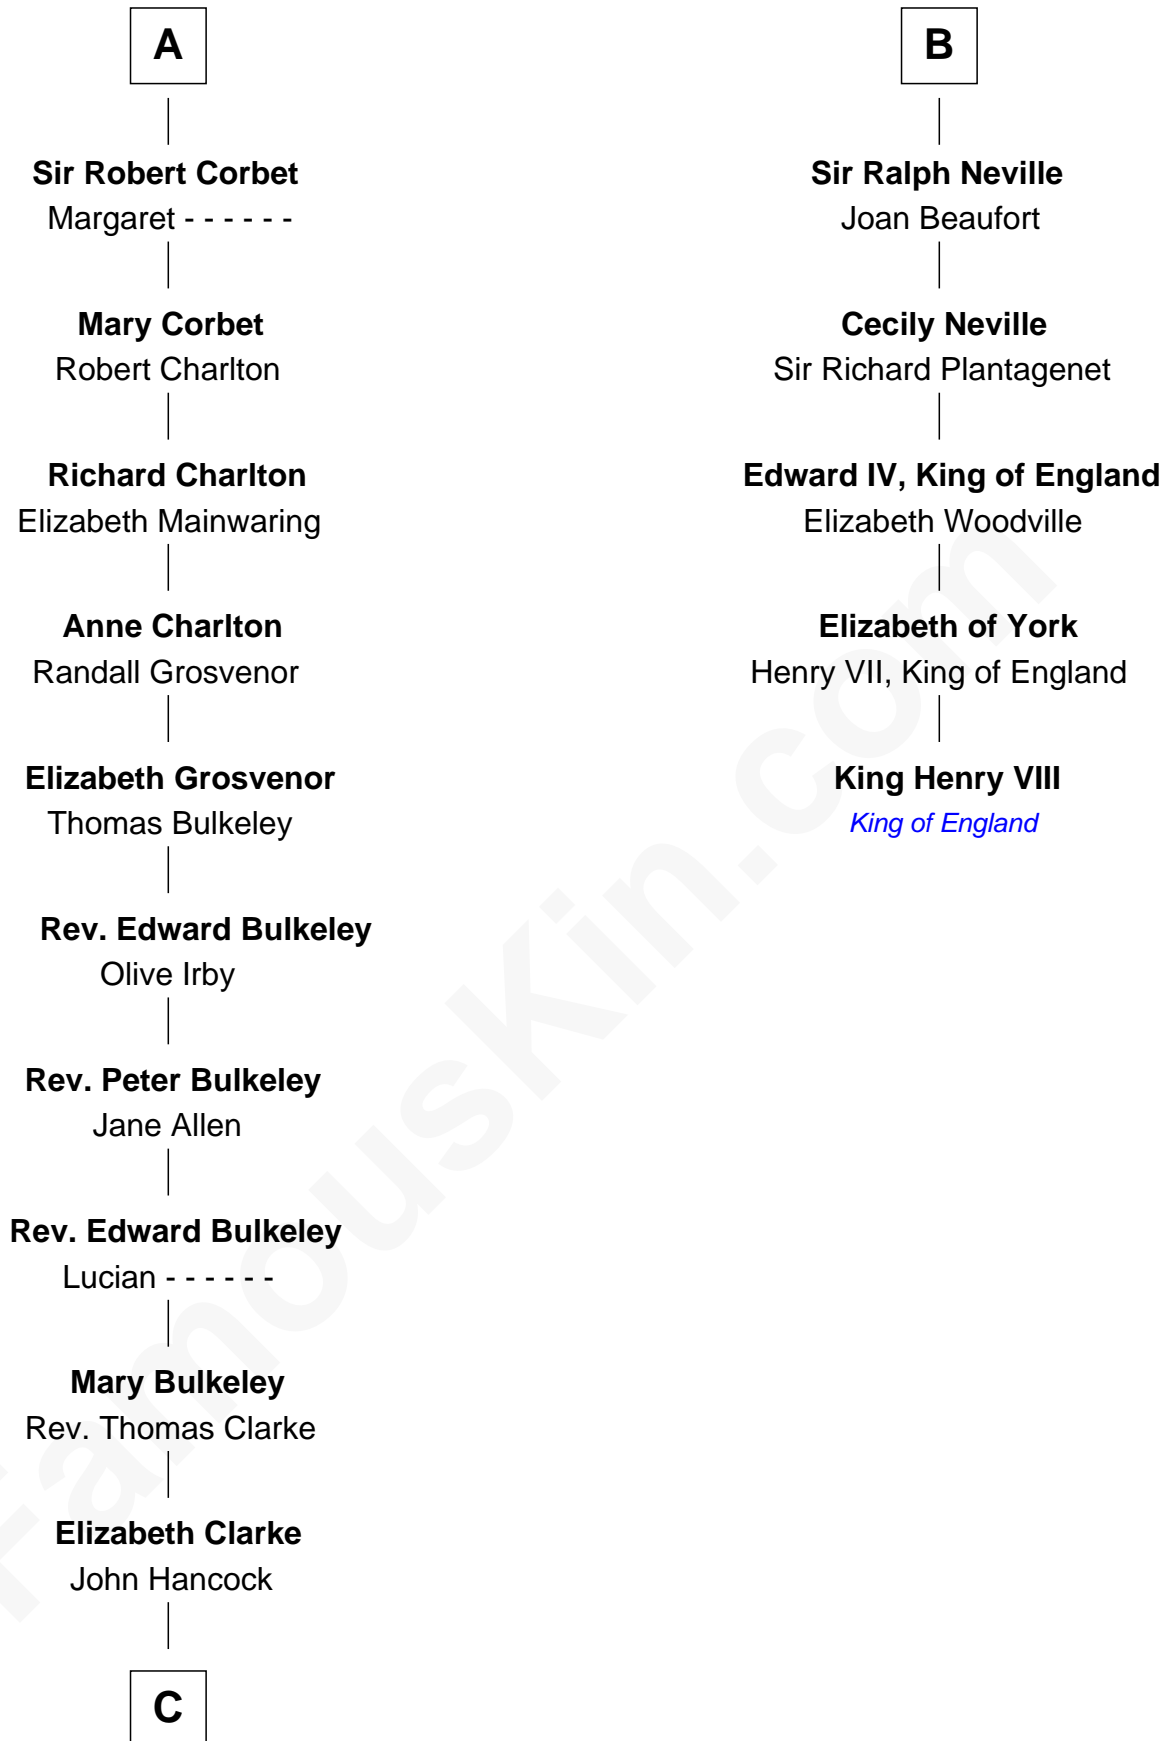 A
Sir Robert Corbet
Margaret - - - - - -
Mary Corbet
Robert Charlton
Richard Charlton
Elizabeth Mainwaring
Anne Charlton
Randall Grosvenor
Elizabeth Grosvenor
Thomas Bulkeley
Rev. Edward Bulkeley
Olive Irby
Rev. Peter Bulkeley
Jane Allen
Rev. Edward Bulkeley
Lucian - - - - - -
Mary Bulkeley
Rev. Thomas Clarke
Elizabeth Clarke
John Hancock
C
B
Sir Ralph Neville
Joan Beaufort
Cecily Neville
Sir Richard Plantagenet
Edward IV, King of England
Elizabeth Woodville
Elizabeth of York
Henry VII, King of England
King Henry VIII
King of England
FamousKin.com